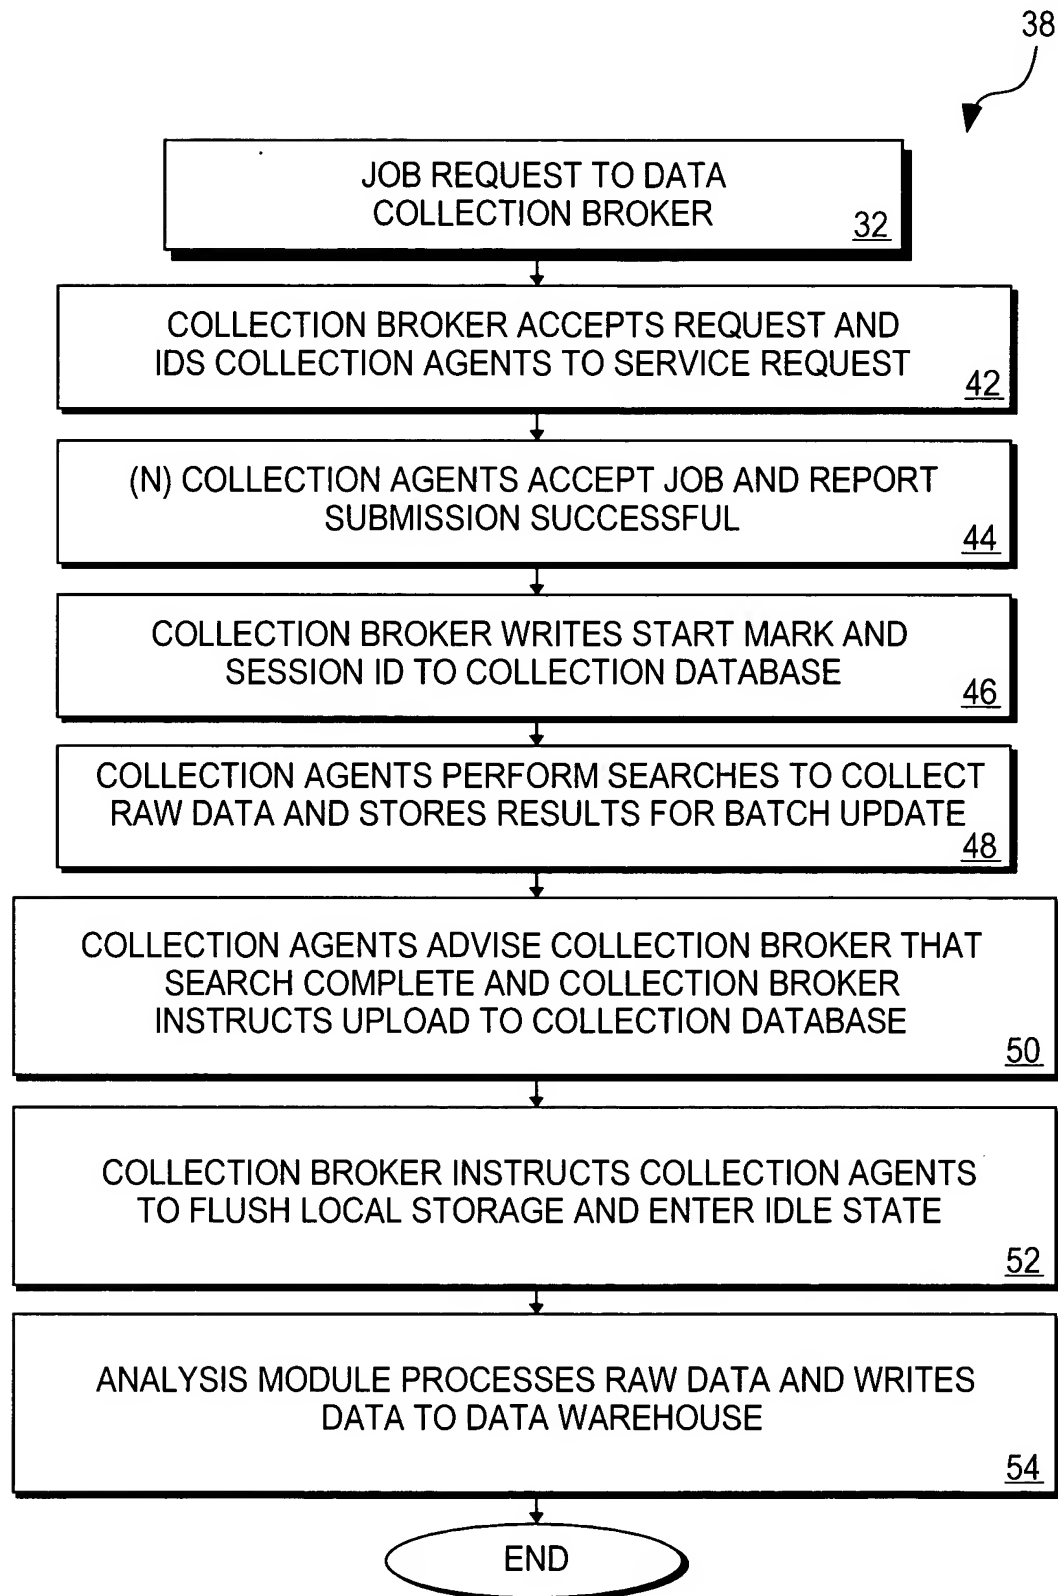 38
JOB REQUEST TO DATA
COLLECTION BROKER
32
COLLECTION BROKER ACCEPTS REQUEST AND
IDS COLLECTION AGENTS TO SERVICE REQUEST
42
(N) COLLECTION AGENTS ACCEPT JOB AND REPORT
SUBMISSION SUCCESSFUL
44
COLLECTION BROKER WRITES START MARK AND
SESSION ID TO COLLECTION DATABASE
46
COLLECTION AGENTS PERFORM SEARCHES TO COLLECT
RAW DATA AND STORES RESULTS FOR BATCH UPDATE
48
COLLECTION AGENTS ADVISE COLLECTION BROKER THAT
SEARCH COMPLETE AND COLLECTION BROKER
INSTRUCTS UPLOAD TO COLLECTION DATABASE
50
COLLECTION BROKER INSTRUCTS COLLECTION AGENTS
TO FLUSH LOCAL STORAGE AND ENTER IDLE STATE
52
ANALYSIS MODULE PROCESSES RAW DATA AND WRITES
DATA TO DATA WAREHOUSE
54
END